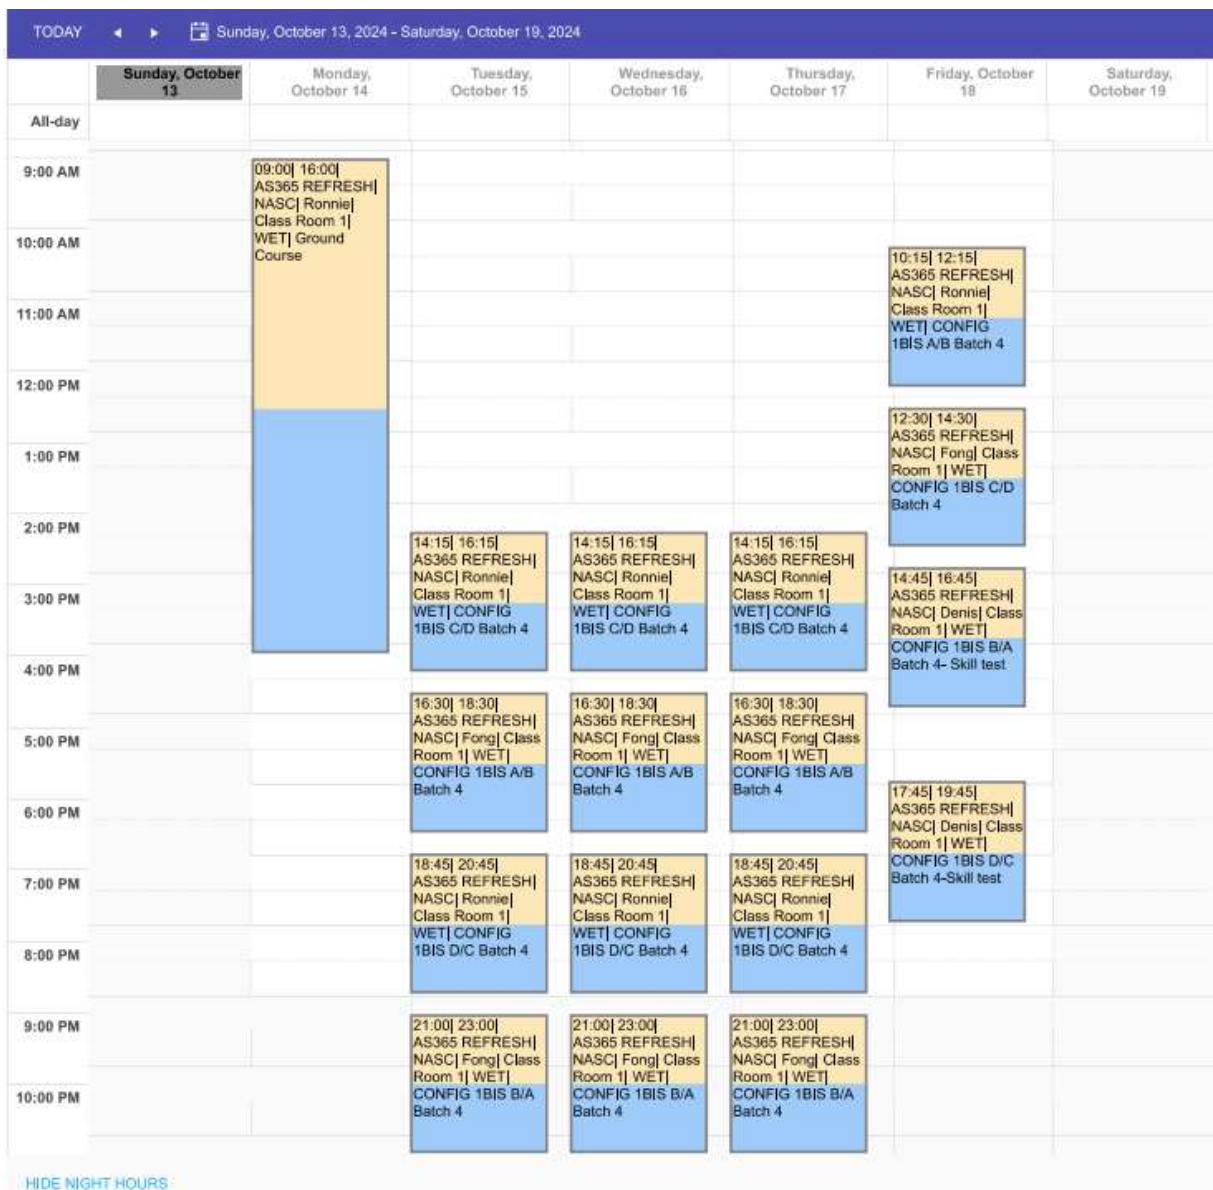 TODAY
Sunday, October 13, 2024 - Saturday, October 19, 2024
Sunday, October
13
Monday,
October 14
Tuesday,
October 15
Wednesday,
October 16
Thursday,
October 17
Friday, October
18
Saturday,
October 19
All-day
9:00 AM
10:00 AM
11:00 AM
12:00 PM
1:00 PM
2:00 PM
3:00 PM
4:00 PM
5:00 PM
6:00 PM
7:00 PM
8:00 PM
9:00 PM
10:00 PM
09:00| 16:00|
AS365 REFRESH|
NASC| Ronnie|
Class Room 1|
WET| Ground
Course
14:15| 16:15|
AS365 REFRESH|
NASC| Ronnie|
Class Room 1|
WET| CONFIG
1BIS C/D Batch 4
16:30| 18:30|
AS365 REFRESH|
NASC| Fong| Class
Room 1| WET|
CONFIG 1BIS A/B
Batch 4
18:45| 20:45|
AS365 REFRESH|
NASC| Ronnie|
Class Room 1|
WET| CONFIG
1BIS D/C Batch 4
21:00| 23:00|
AS365 REFRESH|
NASC| Fong| Class
Room 1| WET|
CONFIG 1BIS B/A
Batch 4
14:15| 16:15|
AS365 REFRESH|
NASC| Ronnie|
Class Room 1|
WET| CONFIG
1BIS C/D Batch 4
16:30| 18:30|
AS365 REFRESH|
NASC| Fong| Class
Room 1| WET|
CONFIG 1BIS A/B
Batch 4
18:45| 20:45|
AS365 REFRESH|
NASC| Ronnie|
Class Room 1|
WET| CONFIG
1BIS D/C Batch 4
21:00| 23:00|
AS365 REFRESH|
NASC| Fong| Class
Room 1| WET|
CONFIG 1BIS B/A
Batch 4
14:15| 16:15|
AS365 REFRESH|
NASC| Ronnie|
Class Room 1|
WET| CONFIG
1BIS C/D Batch 4
16:30| 18:30|
AS365 REFRESH|
NASC| Fong| Class
Room 1| WET|
CONFIG 1BIS A/B
Batch 4
18:45| 20:45|
AS365 REFRESH|
NASC| Ronnie|
Class Room 1|
WET| CONFIG
1BIS D/C Batch 4
21:00| 23:00|
AS365 REFRESH|
NASC| Fong| Class
Room 1| WET|
CONFIG 1BIS B/A
Batch 4
10:15| 12:15|
AS365 REFRESH|
NASC| Ronnie|
Class Room 1|
WET| CONFIG
1BIS A/B Batch 4
12:30| 14:30|
AS365 REFRESH|
NASC| Fong| Class
Room 1| WET|
CONFIG 1BIS C/D
Batch 4
14:45| 16:45|
AS365 REFRESH|
NASC| Denis| Class
Room 1| WET|
CONFIG 1BIS B/A
Batch 4- Skill test
17:45| 19:45|
AS365 REFRESH|
NASC| Denis| Class
Room 1| WET|
CONFIG 1BIS D/C
Batch 4-Skill test
HIDE NIGHT HOURS